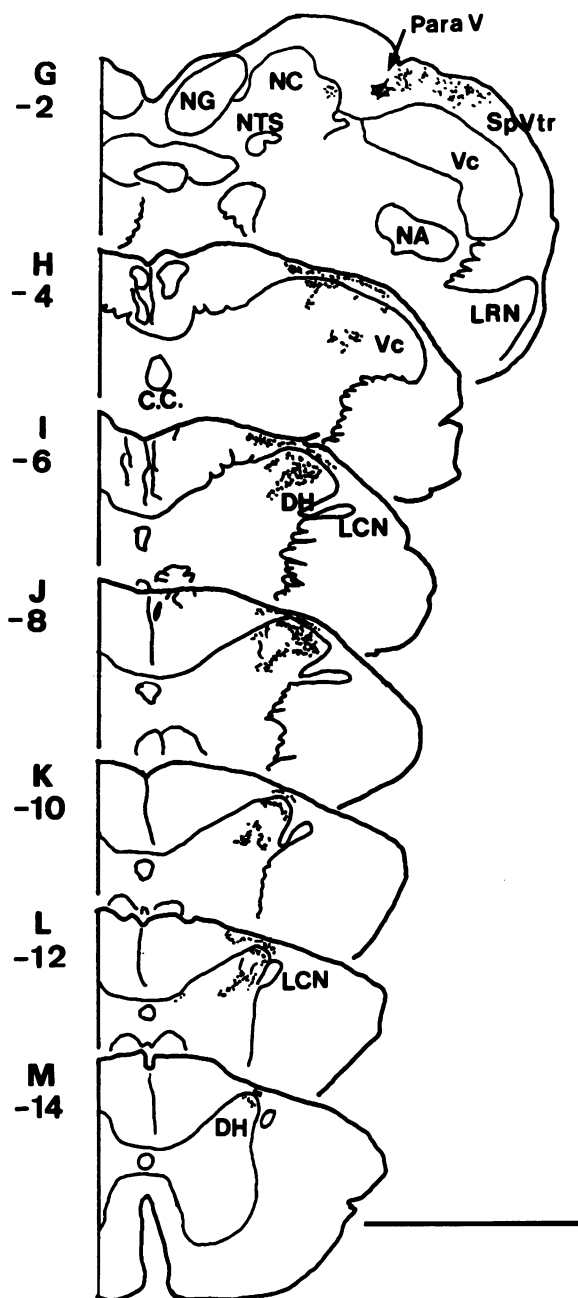 Para V
G
-2
NG
NC
NTS
SpVtr
Vc
NA
LRN
H
-4
Vc
C.C.
I
-6
DH
LCN
J
-8
K
-10
L
-12
LCN
M
-14
DH